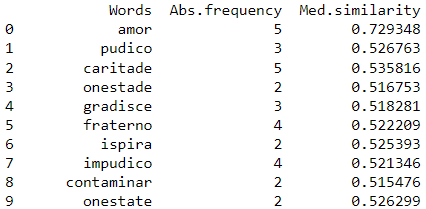 Words Abs.frequency Med.similarity
0 amor 5 0.729348
1 pudico 3 0.526763
2 caritade 5 0.535816
3 onestade 2 0.516753
4 gradisce 3 0.518281
5 fraterno 4 0.522209
6 ispira 2 0.525393
7 impudico 4 0.521346
8 contaminar 2 0.515476
9 onestate 2 0.526299